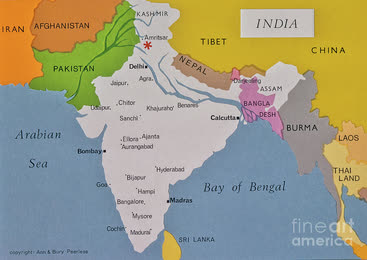 KASHMIR
INDIA
IRAN
AFGHANISTAN
Amritsar
TIBET
CHINA
PAKISTAN
Delhi
NEPAL
Jaipur
Agra
Darjeeling
ASSAM
Udaipur
Chitor
Khajuraho
Benares
BANGLA
DESH
Sanchi
Calcutta
BURMA
Arabian
Sea
Ellora
Ajanta
Aurangabad
LAOS
Bombay
Hyderabad
THAI
LAND
Goa
Bijapur
Bay of Bengal
Hampi
Bangalore
Madras
Mysore
Cochin
Madurai
SRI LANKA
copyright: Ann & Bury Peerless
fine art
america